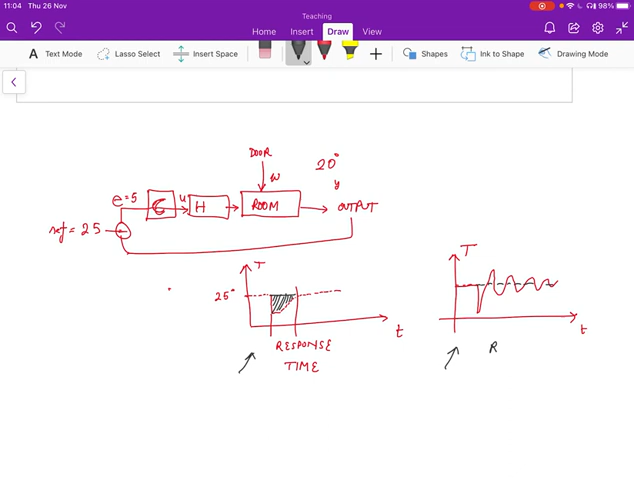 11:04 Thu 26 Nov
Teaching
98%
Home Insert Draw View
Text Mode Lasso Select Insert Space Shapes Ink to Shape Drawing Mode
DOOR
20°
w
y
e=5 C u H ROOM OUTPUT
ref = 25
T
25°
t
RESPONSE
TIME
T
t
R